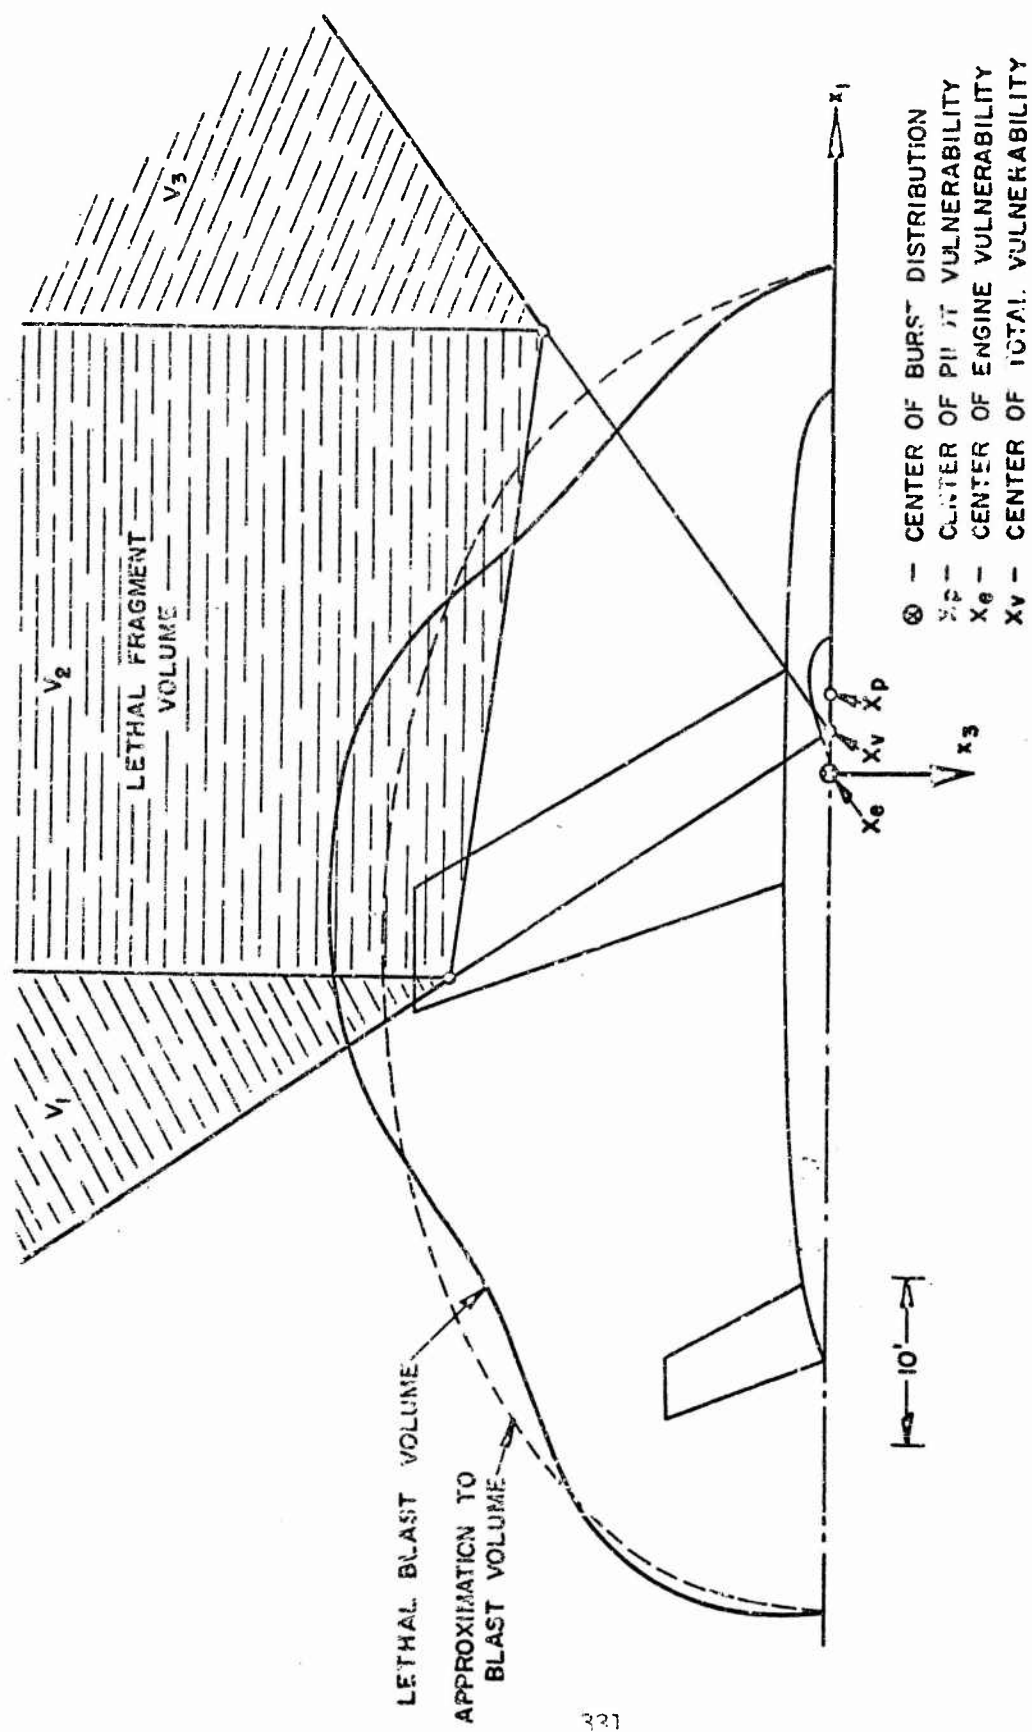 V₁
V₂
V₃
LETHAL FRAGMENT
VOLUME
LETHAL BLAST VOLUME
APPROXIMATION TO
BLAST VOLUME
10'
Xe
Xv
Xp
x₃
x₁
⊗ — CENTER OF BURST DISTRIBUTION
Xp — CENTER OF VULNERABILITY
Xe — CENTER OF ENGINE VULNERABILITY
Xv — CENTER OF TOTAL VULNERABILITY
331